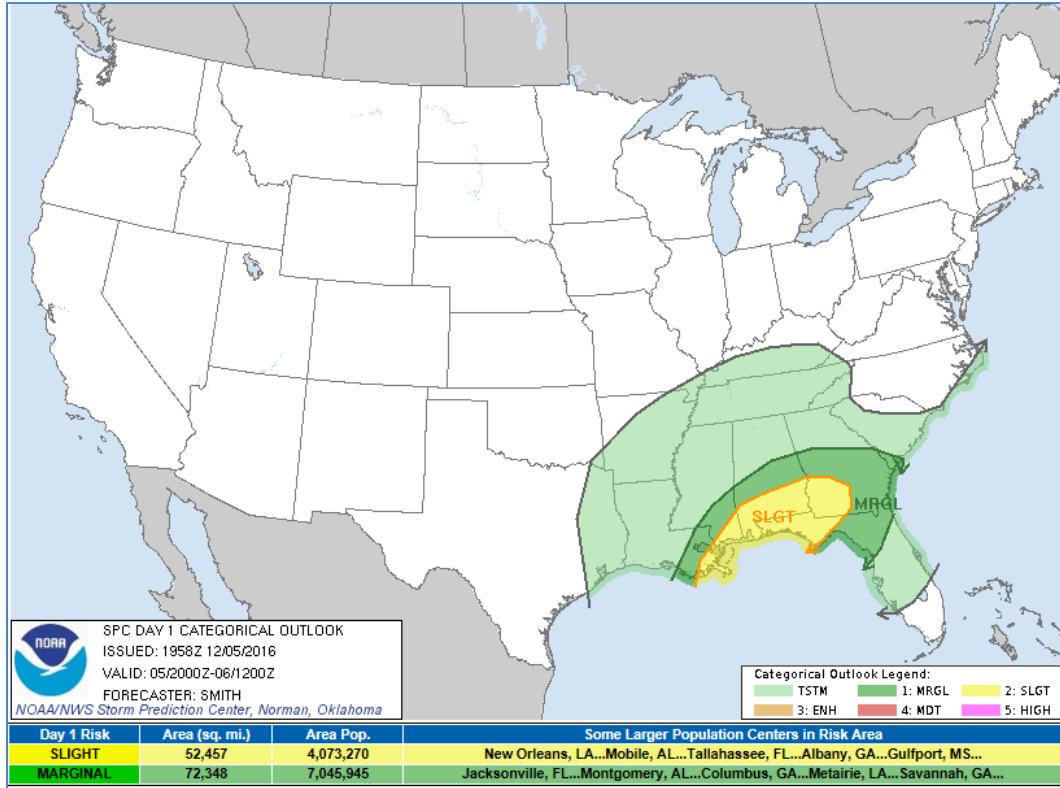 SLGT
MRGL
NOAA
SPC DAY 1 CATEGORICAL OUTLOOK
ISSUED: 1958Z 12/05/2016
VALID: 05/2000Z-06/1200Z
FORECASTER: SMITH
NOAA/NWS Storm Prediction Center, Norman, Oklahoma
Categorical Outlook Legend:
TSTM 1: MRGL 2: SLGT
3: ENH 4: MDT 5: HIGH
Day 1 Risk Area (sq. mi.) Area Pop. Some Larger Population Centers in Risk Area
SLIGHT 52,457 4,073,270 New Orleans, LA...Mobile, AL...Tallahassee, FL...Albany, GA...Gulfport, MS...
MARGINAL 72,348 7,045,945 Jacksonville, FL...Montgomery, AL...Columbus, GA...Metairie, LA...Savannah, GA...